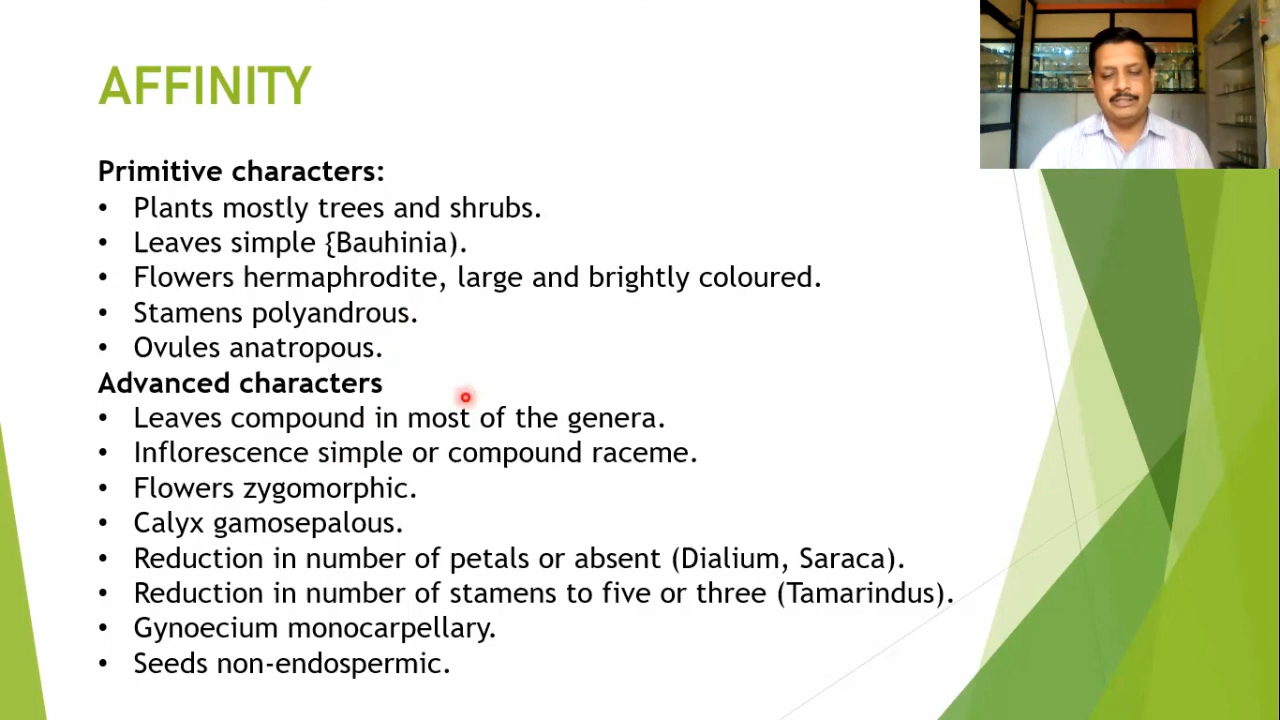 AFFINITY
Primitive characters:
• Plants mostly trees and shrubs.
• Leaves simple {Bauhinia).
• Flowers hermaphrodite, large and brightly coloured.
• Stamens polyandrous.
• Ovules anatropous.
Advanced characters
• Leaves compound in most of the genera.
• Inflorescence simple or compound raceme.
• Flowers zygomorphic.
• Calyx gamosepalous.
• Reduction in number of petals or absent (Dialium, Saraca).
• Reduction in number of stamens to five or three (Tamarindus).
• Gynoecium monocarpellary.
• Seeds non-endospermic.